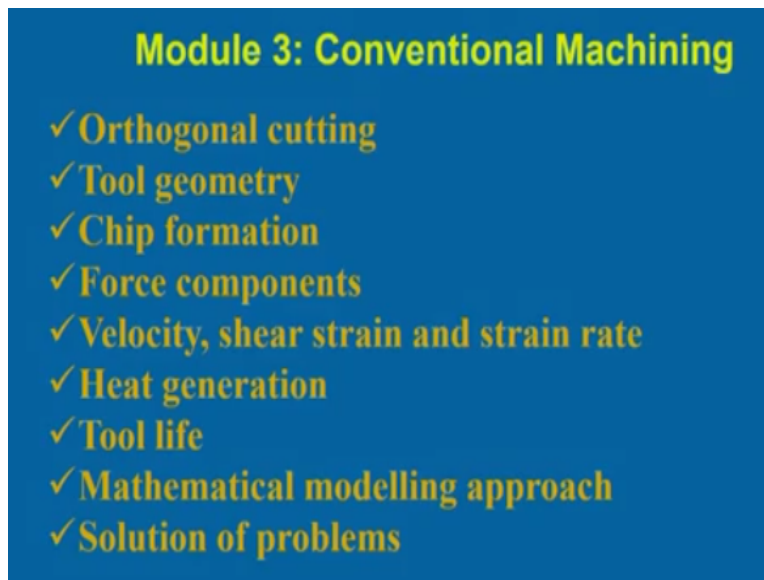 Module 3: Conventional Machining
✓Orthogonal cutting
✓Tool geometry
✓Chip formation
✓Force components
✓Velocity, shear strain and strain rate
✓Heat generation
✓Tool life
✓Mathematical modelling approach
✓Solution of problems